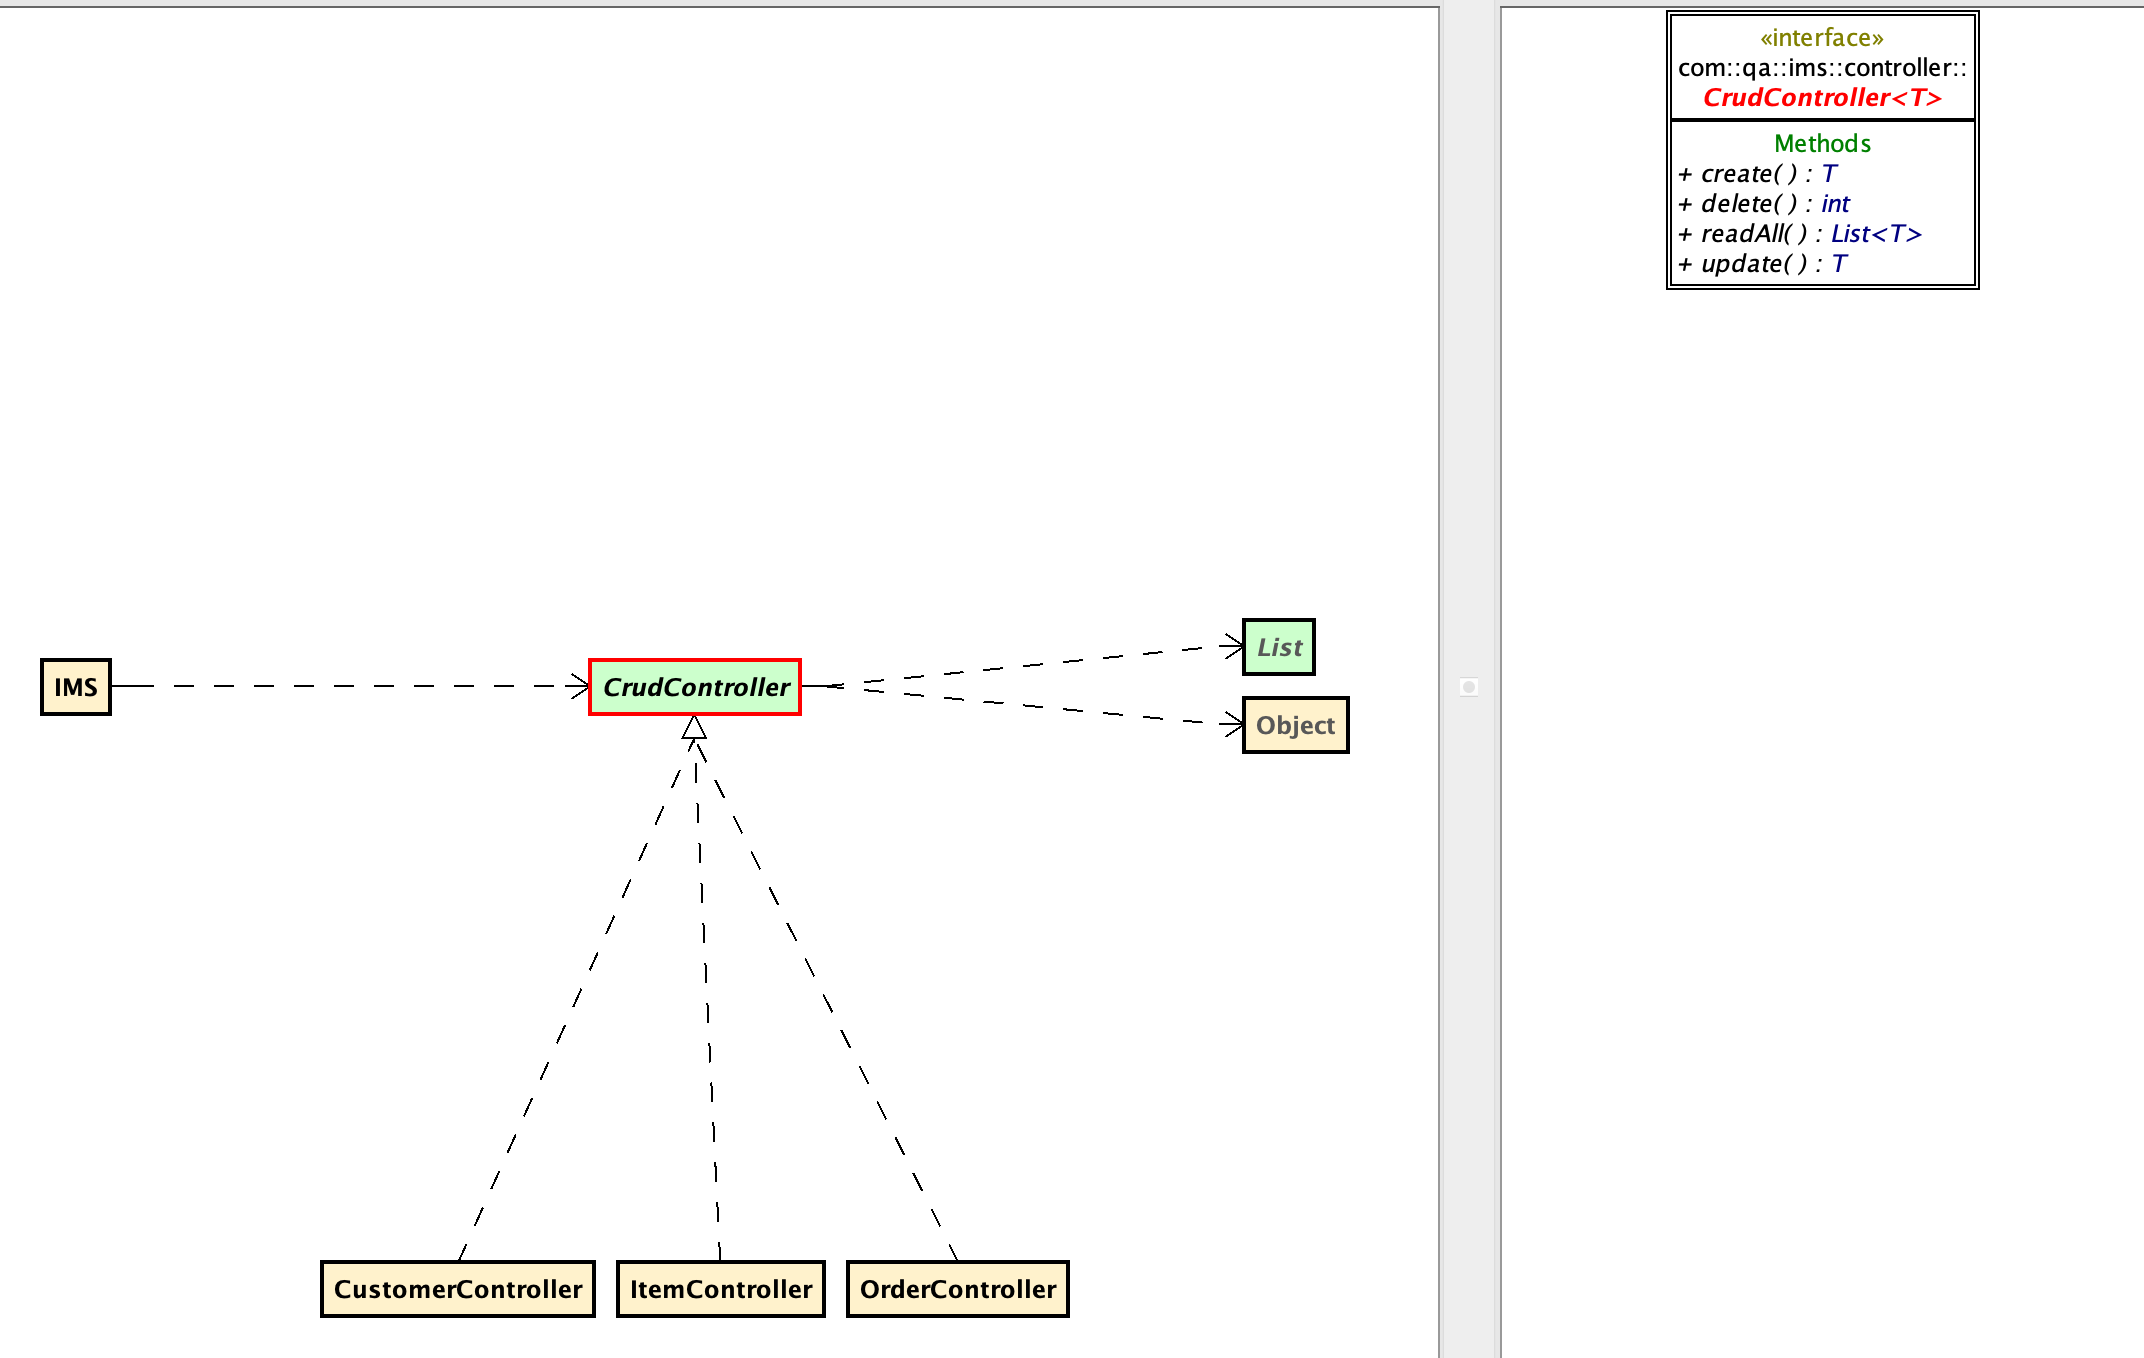 IMS
CrudController
List
Object
CustomerController
ItemController
OrderController
«interface»
com::qa::ims::controller::
CrudController<T>
Methods
+ create( ) : T
+ delete( ) : int
+ readAll( ) : List<T>
+ update( ) : T